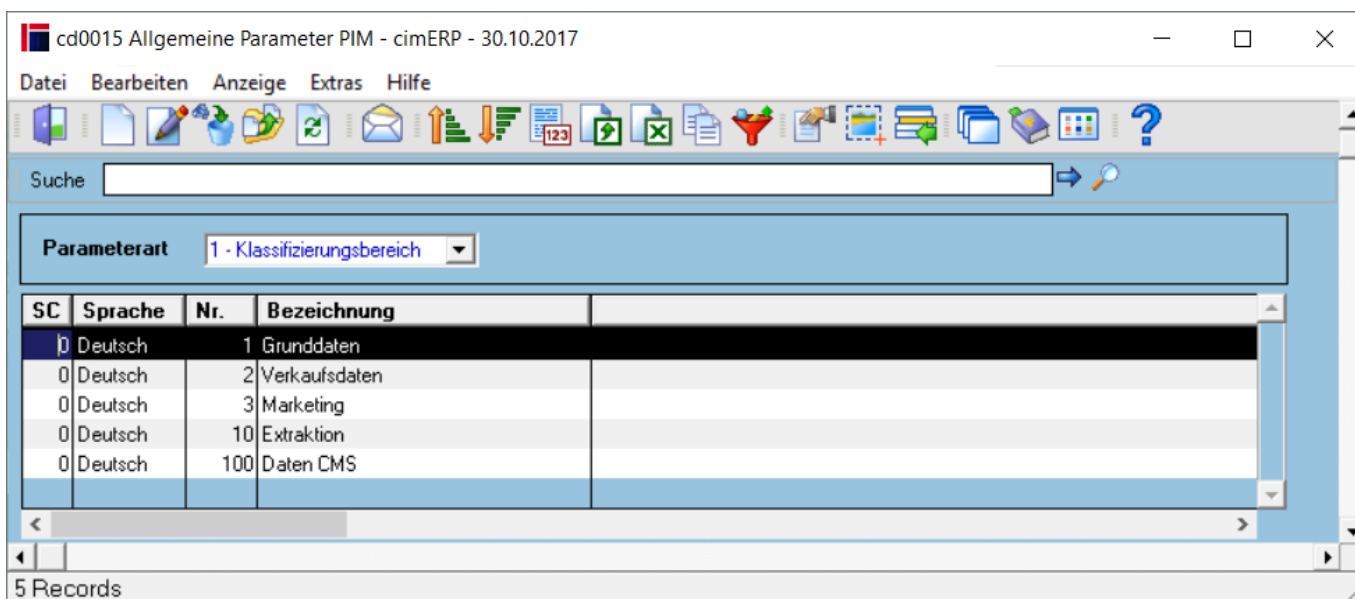 cd0015 Allgemeine Parameter PIM - cimERP - 30.10.2017
Datei Bearbeiten Anzeige Extras Hilfe
123
Suche
Parameterart 1 - Klassifizierungsbereich
SC Sprache Nr. Bezeichnung
0 Deutsch 1 Grunddaten
0 Deutsch 2 Verkaufsdaten
0 Deutsch 3 Marketing
0 Deutsch 10 Extraktion
0 Deutsch 100 Daten CMS
5 Records